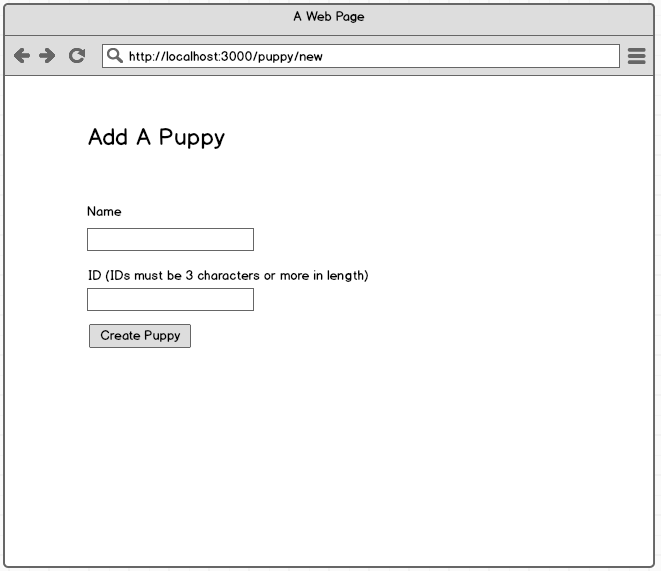 A Web Page
http://localhost:3000/puppy/new
Add A Puppy
Name
ID (IDs must be 3 characters or more in length)
Create Puppy